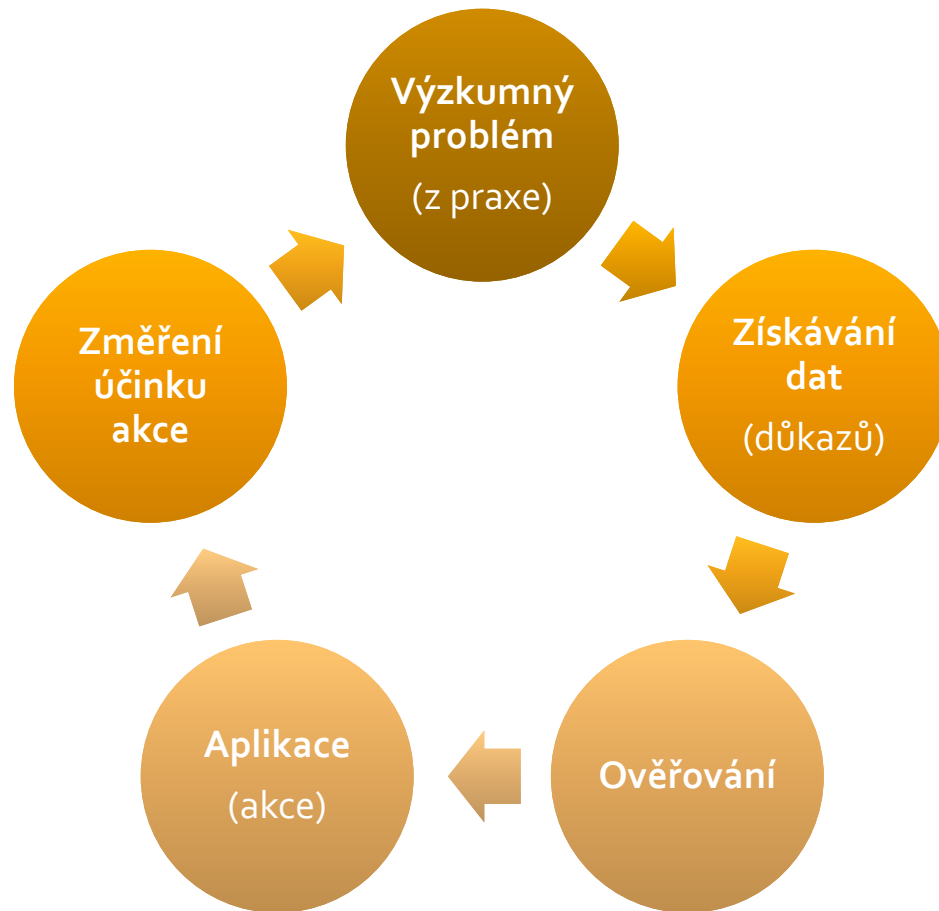 Výzkumný
problém
(z praxe)
Získávání
dat
(důkazů)
Ověřování
Aplikace
(akce)
Změření
účinku
akce